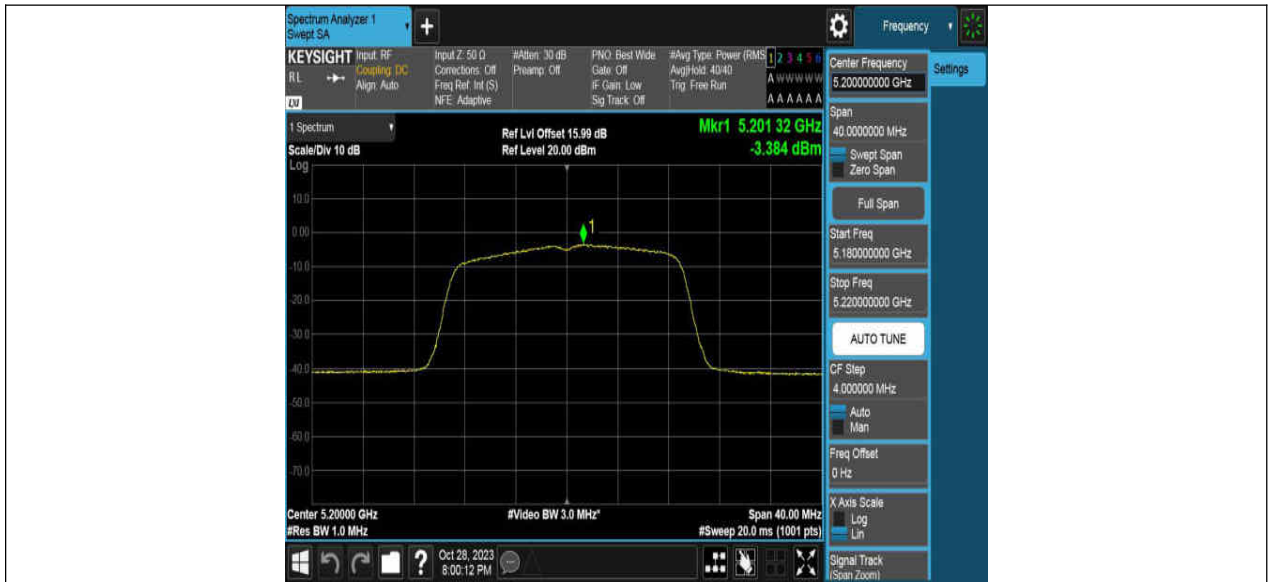 Spectrum Analyzer 1
Swept SA
+
Frequency
KEYSIGHT
RL
LXI
Input: RF
Coupling: DC
Align: Auto
Input Z: 50 Ω
Corrections: Off
Freq Ref: Int (S)
NFE: Adaptive
#Atten: 30 dB
Preamp: Off
PNO: Best Wide
Gate: Off
IF Gain: Low
Sig Track: Off
#Avg Type: Power (RMS
Avg|Hold: 40/40
Trig: Free Run
1 2 3 4 5 6
A W W W W W
A A A A A A
1 Spectrum
Scale/Div 10 dB
Ref Lvl Offset 15.99 dB
Ref Level 20.00 dBm
Mkr1 5.201 32 GHz
-3.384 dBm
Log
10.0
0.00
-10.0
-20.0
-30.0
-40.0
-50.0
-60.0
-70.0
1
Center 5.20000 GHz
#Res BW 1.0 MHz
#Video BW 3.0 MHz*
Span 40.00 MHz
#Sweep 20.0 ms (1001 pts)
?
Oct 28, 2023
8:00:12 PM
Center Frequency
5.200000000 GHz
Settings
Span
40.0000000 MHz
Swept Span
Zero Span
Full Span
Start Freq
5.180000000 GHz
Stop Freq
5.220000000 GHz
AUTO TUNE
CF Step
4.000000 MHz
Auto
Man
Freq Offset
0 Hz
X Axis Scale
Log
Lin
Signal Track
(Span Zoom)